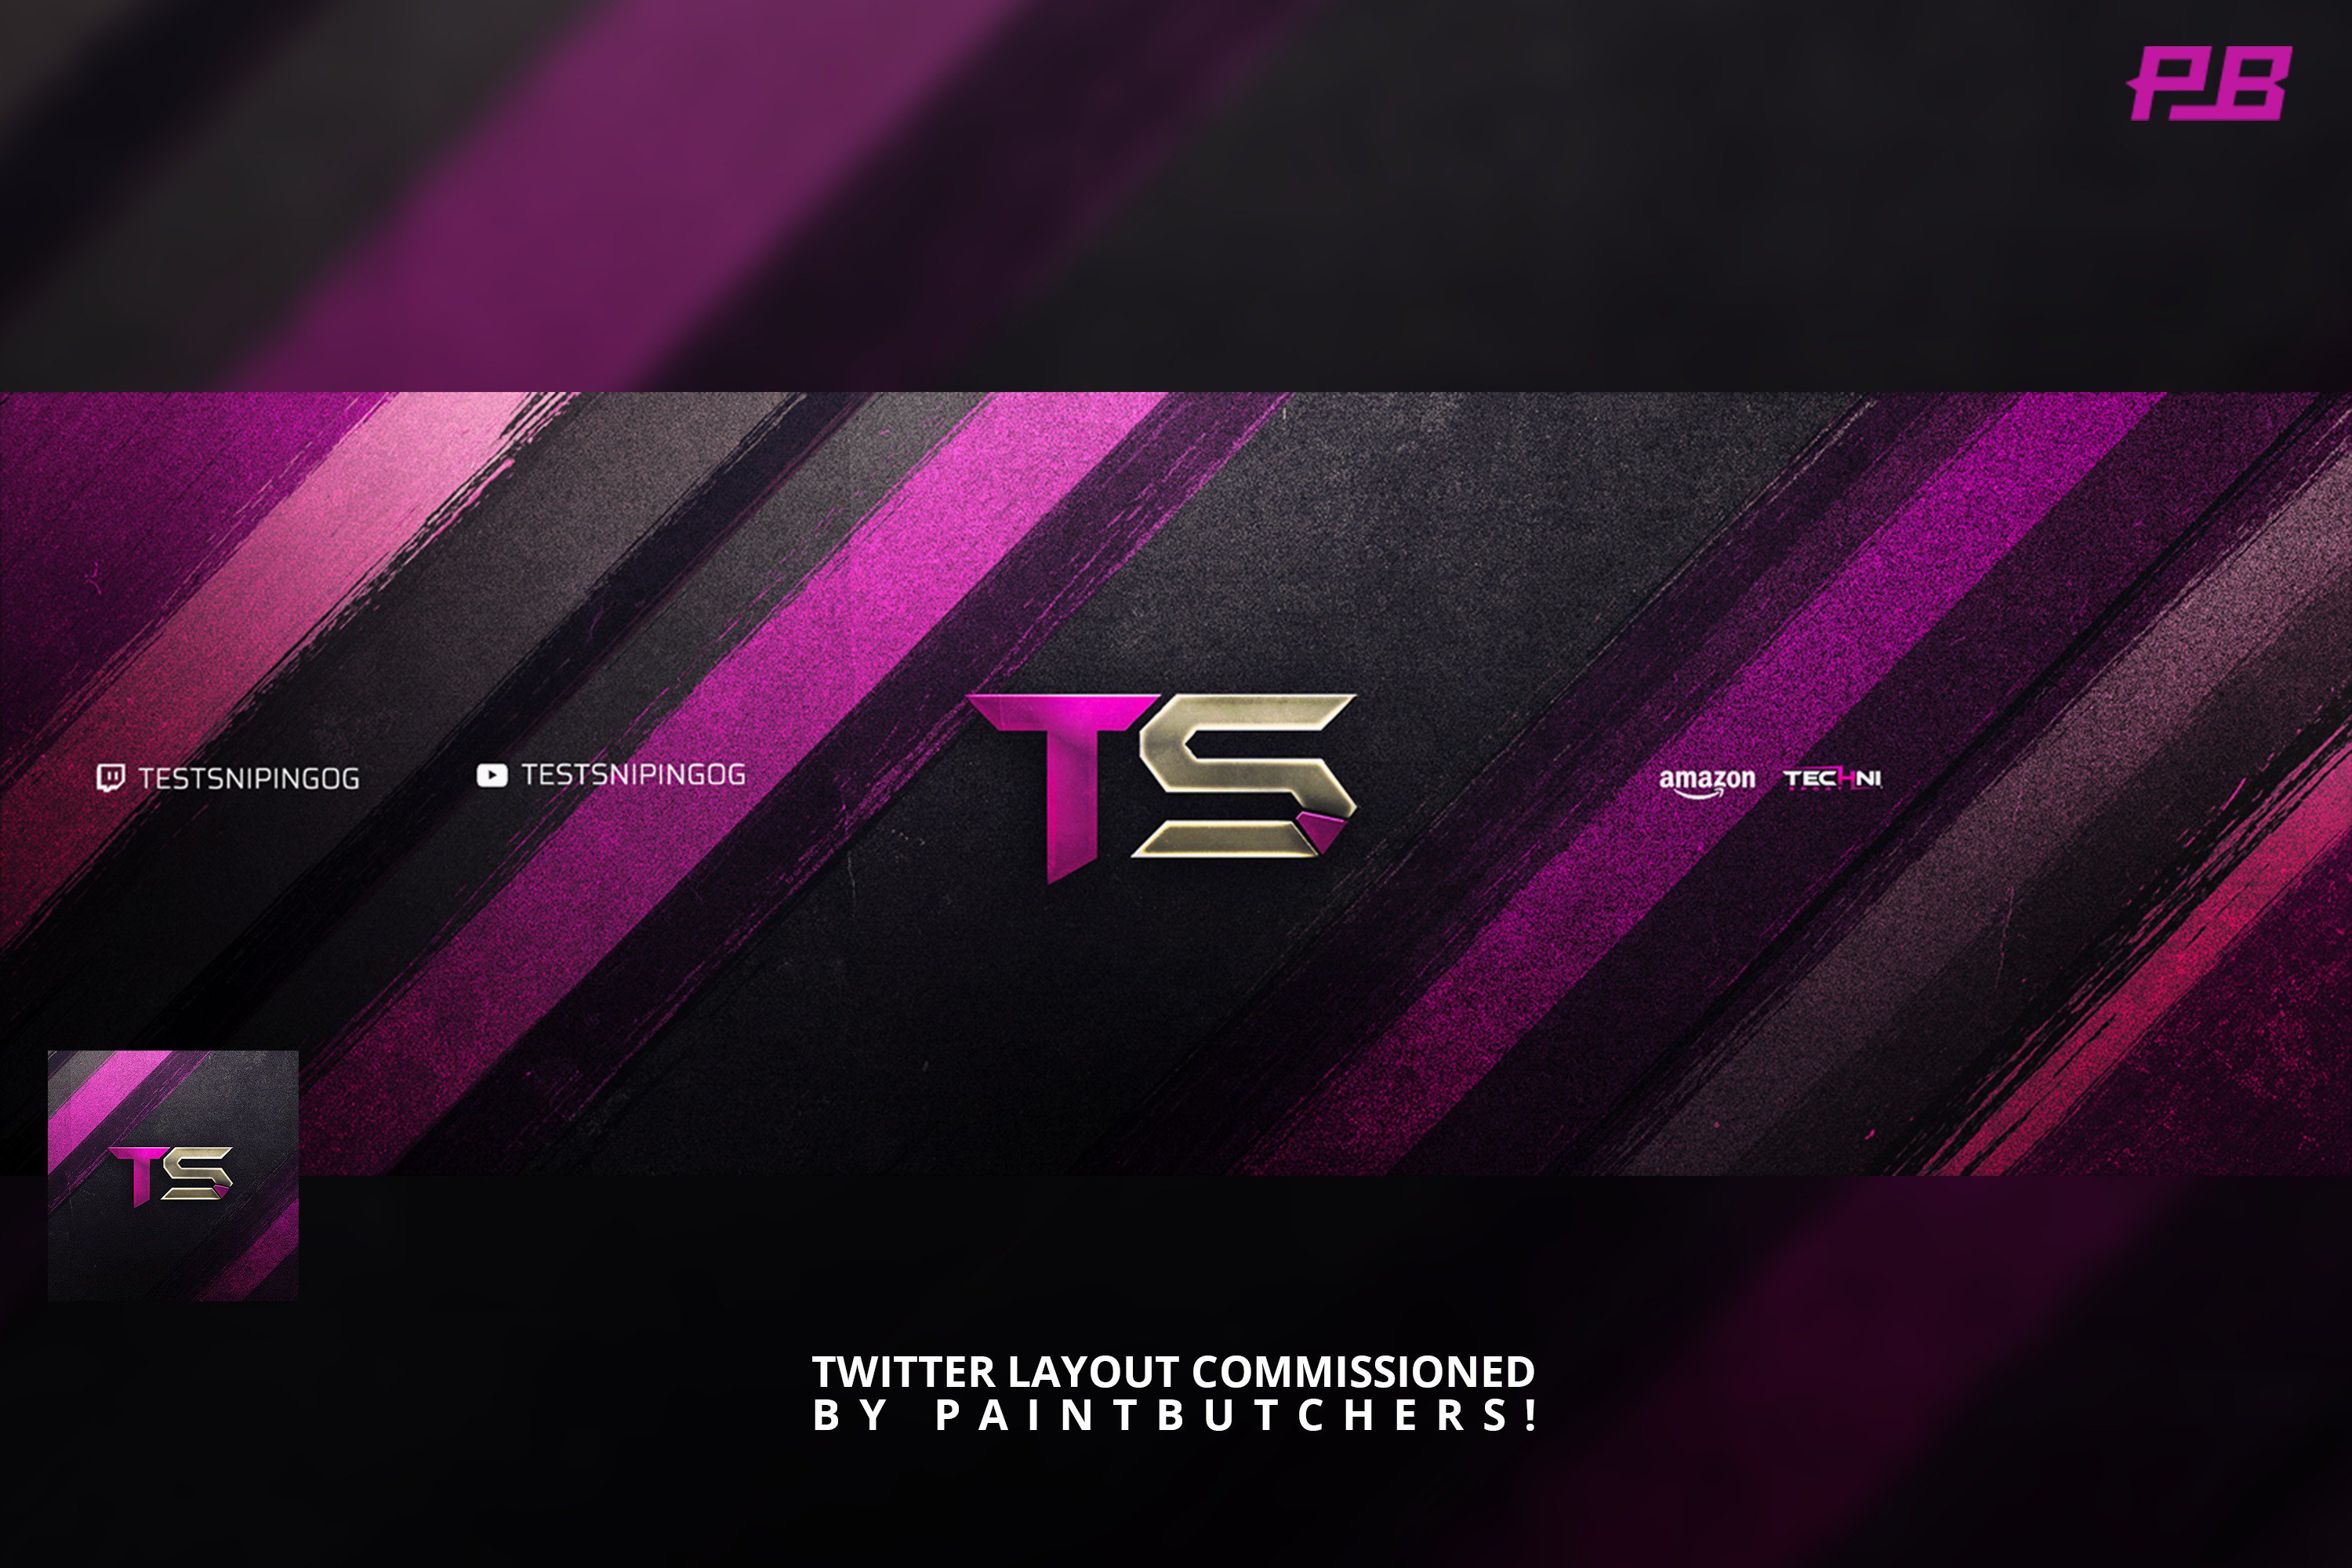 PB
TESTSNIPINGOG
TESTSNIPINGOG
TS
amazon
TECHNI
TS
TWITTER LAYOUT COMMISSIONED
BY PAINTBUTCHERS!